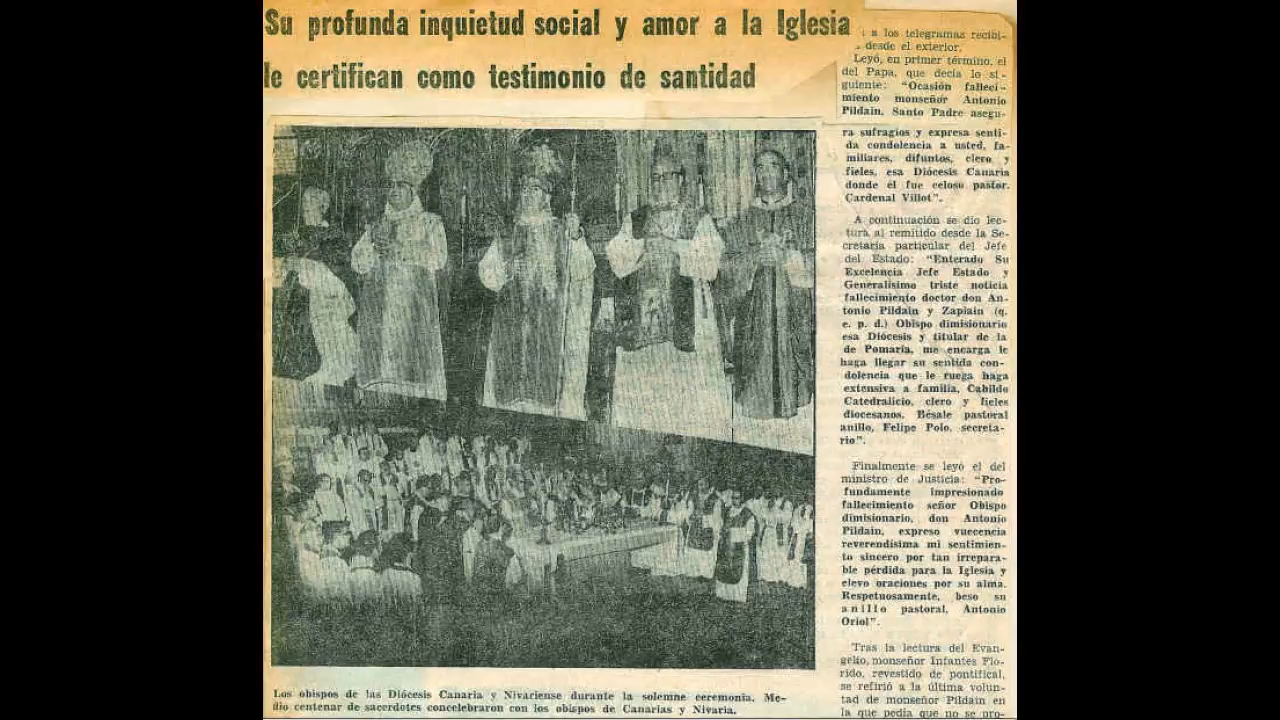 Su profunda inquietud social y amor a la Iglesia
le certifican como testimonio de santidad
a los telegramas recibi-
desde el exterior.
Leyó, en primer término, el
del Papa, que decía lo si-
guiente: "Ocasión falleci-
miento monseñor Antonio
Pildain, Santo Padre asegu-
ra sufragios y expresa senti-
da condolencia a usted, fa-
miliares, difuntos, clero y
fieles, esa Diócesis Canaria
donde él fue celoso pastor.
Cardenal Villot".
A continuación se dio lec-
tura al remitido desde la Se-
cretaría particular del Jefe
del Estado: "Enterado Su
Excelencia Jefe Estado y
Generalísimo triste noticia
fallecimiento doctor don An-
tonio Pildain y Zapiain (q.
e. p. d.) Obispo dimisionario
esa Diócesis y titular de la
de Pomaria, me encarga le
haga llegar su sentida con-
dolencia que le ruega haga
extensiva a familia, Cabildo
Catedralicio, clero y fieles
diocesanos. Bésale pastoral
anillo, Felipe Polo, secreta-
rio".
Finalmente se leyó el del
ministro de Justicia: "Pro-
fundamente impresionado
fallecimiento señor Obispo
dimisionario, don Antonio
Pildain, expreso vuecencia
reverendísima mi sentimien-
to sincero por tan irrepara-
ble pérdida para la Iglesia y
elevo oraciones por su alma.
Respetuosamente, beso su
anillo pastoral, Antonio
Oriol".
Tras la lectura del Evan-
gelio, monseñor Infantes Flo-
rido, revestido de pontifical,
se refirió a la última volun-
tad de monseñor Pildain en
la que pedía que no se pro-
Los obispos de las Diócesis Canaria y Nivariense durante la solemne ceremonia. Me-
dio centenar de sacerdotes concelebraron con los obispos de Canarias y Nivaria.